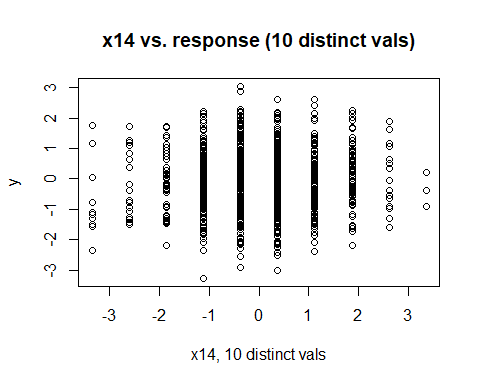 x14 vs. response (10 distinct vals)
3
2
1
0
-1
-2
-3
y
-3 -2 -1 0 1 2 3
x14, 10 distinct vals